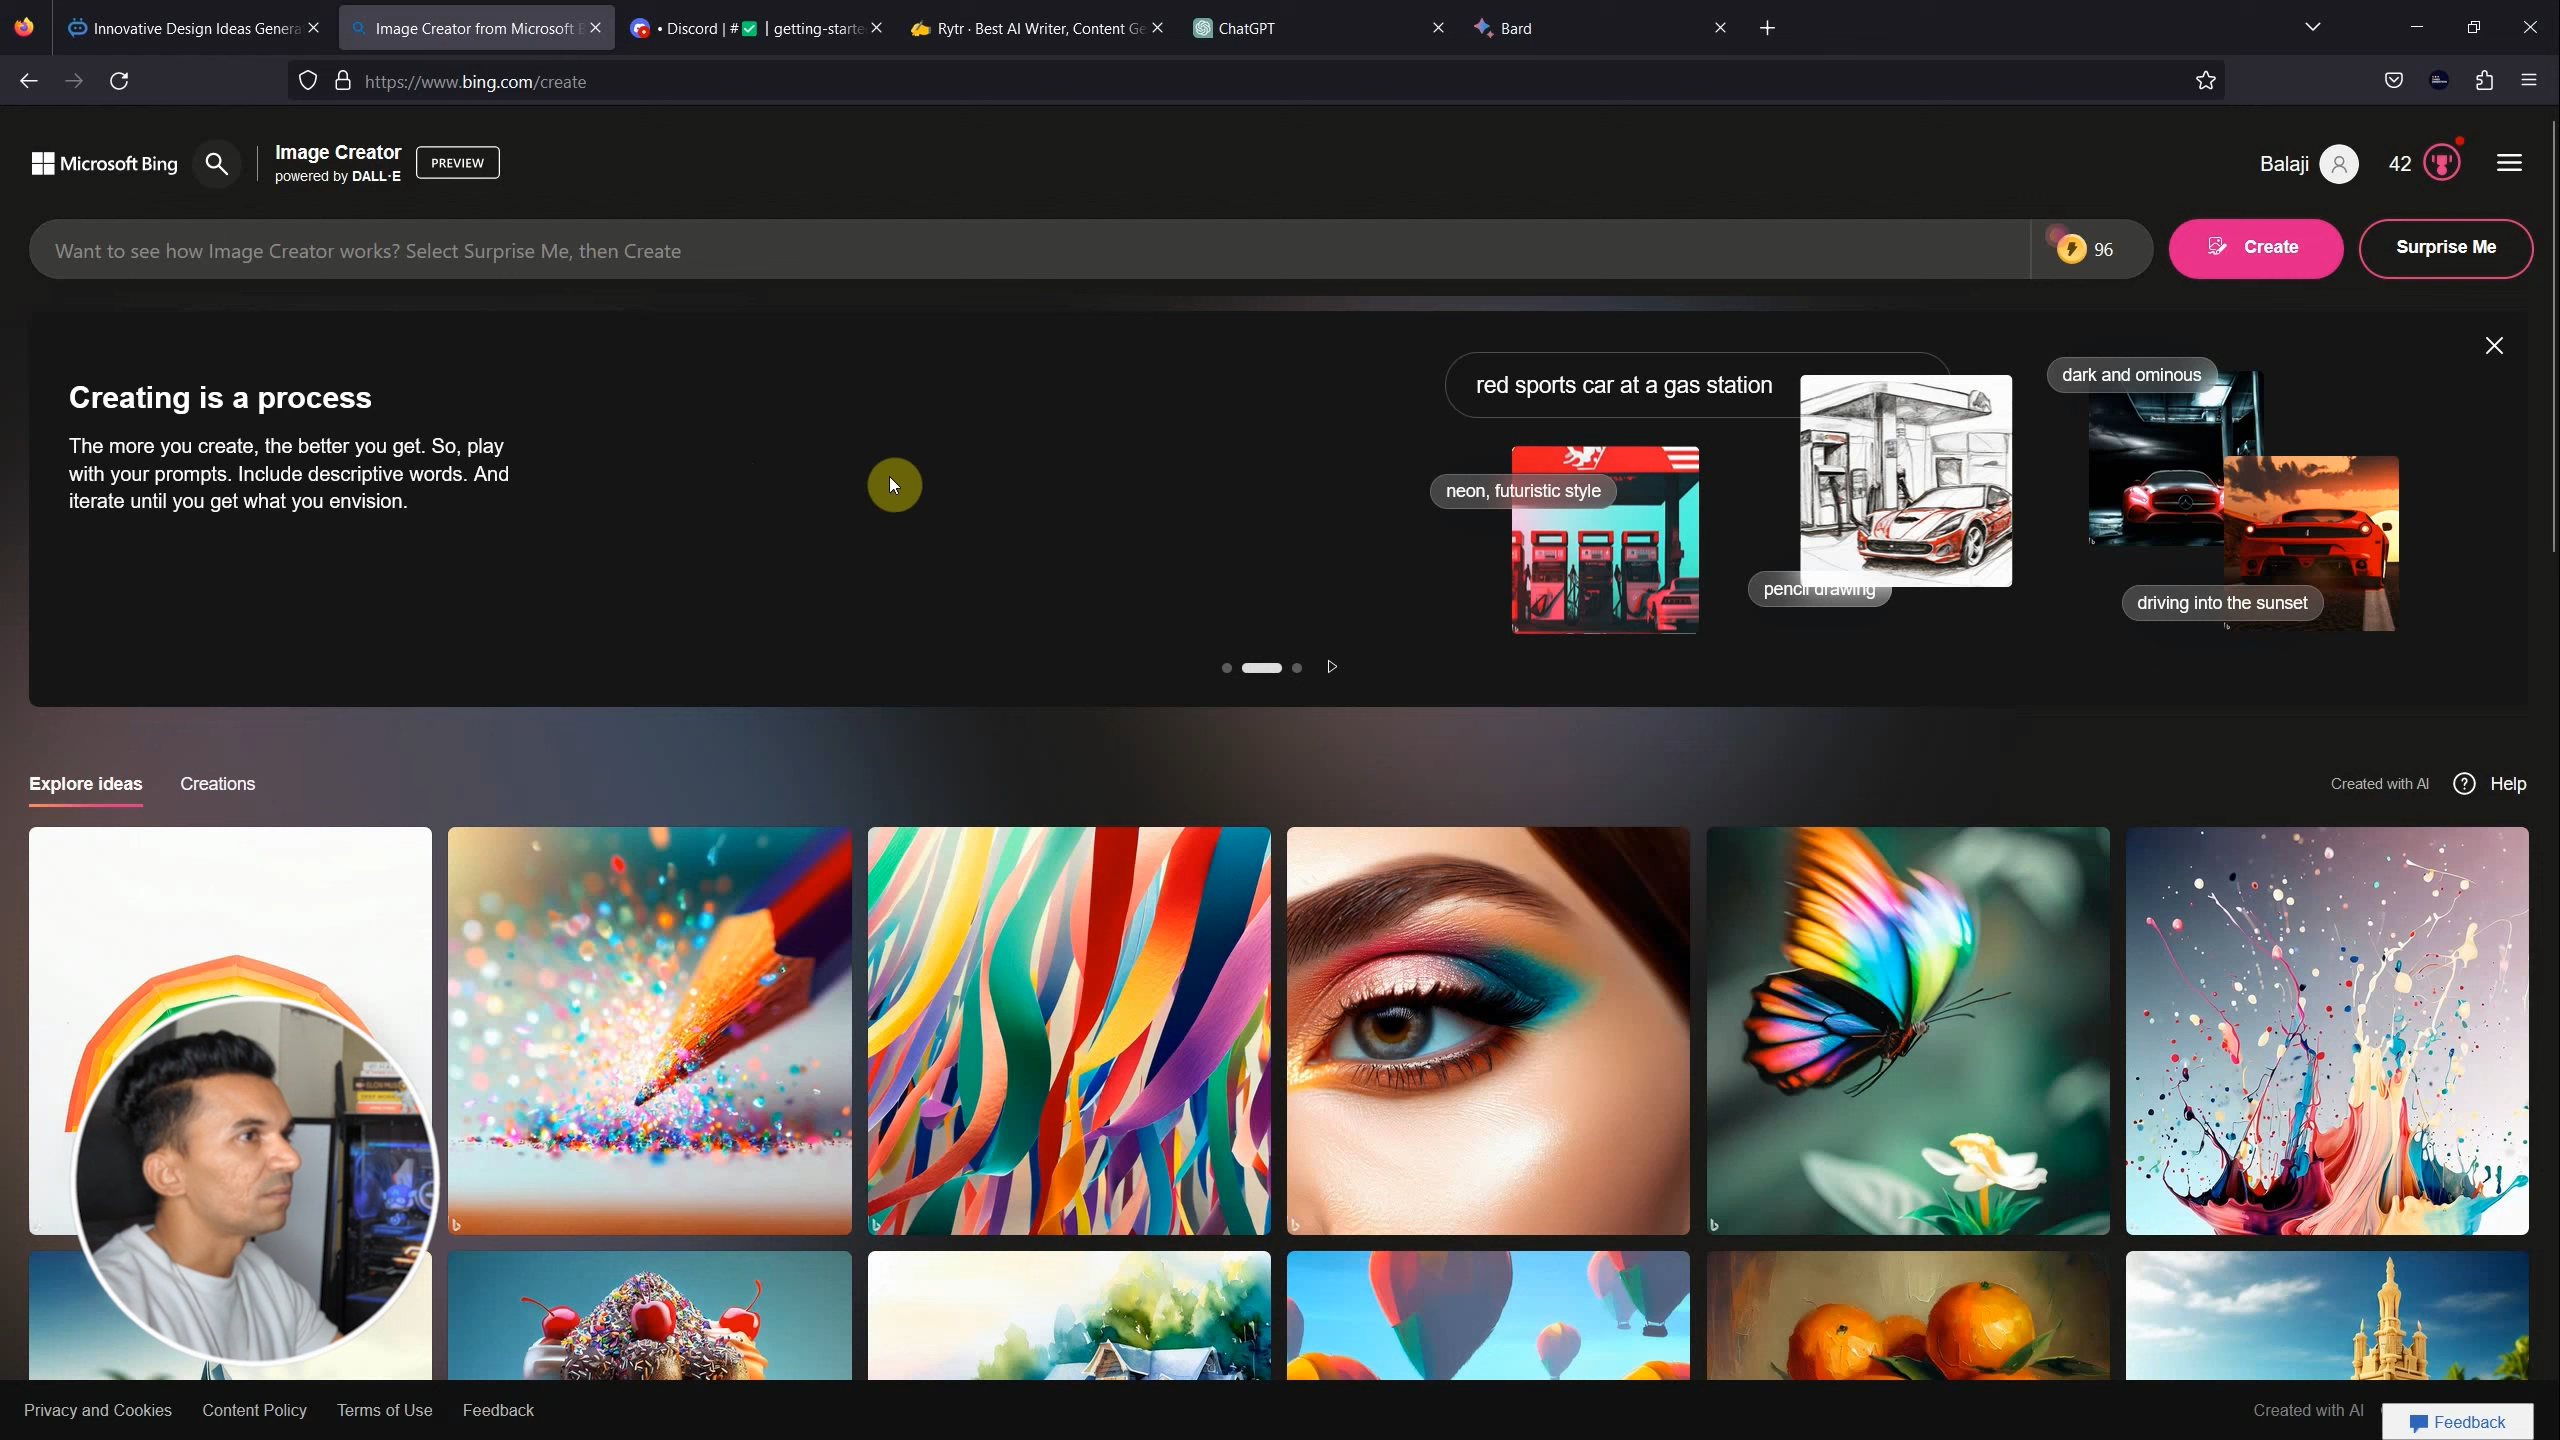 Innovative Design Ideas Genera
Image Creator from Microsoft B
• Discord | #✅ | getting-starte
Rytr · Best AI Writer, Content Ge
ChatGPT
Bard
https://www.bing.com/create
Microsoft Bing
Image Creator
powered by DALL·E
PREVIEW
Balaji
42
Want to see how Image Creator works? Select Surprise Me, then Create
96
Create
Surprise Me
Creating is a process
The more you create, the better you get. So, play
with your prompts. Include descriptive words. And
iterate until you get what you envision.
red sports car at a gas station
dark and ominous
neon, futuristic style
pencil drawing
driving into the sunset
Explore ideas
Creations
Created with AI
Help
Privacy and Cookies
Content Policy
Terms of Use
Feedback
Created with AI
Feedback